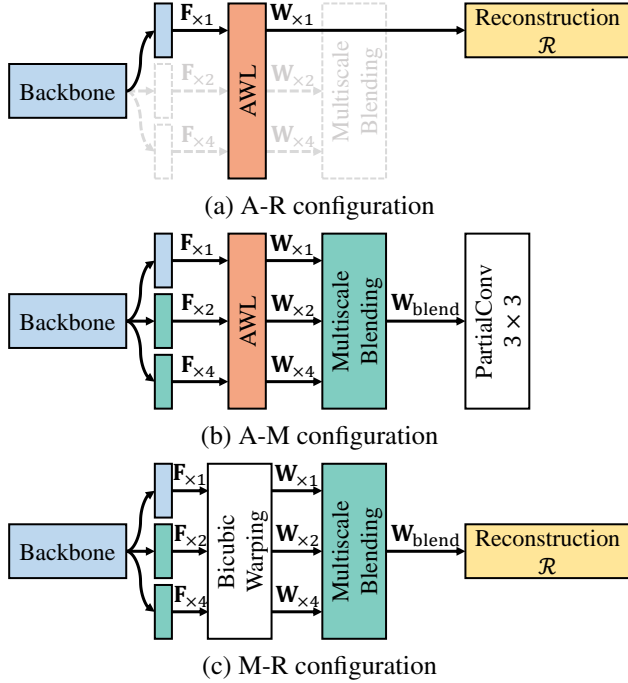 F×1
W×1
Reconstruction
R
Backbone
F×2
AWL
W×2
Multiscale
Blending
F×4
W×4
(a) A-R configuration
F×1
W×1
Backbone
F×2
AWL
W×2
Multiscale
Blending
Wblend
PartialConv
3 × 3
F×4
W×4
(b) A-M configuration
F×1
W×1
Backbone
F×2
Bicubic
Warping
W×2
Multiscale
Blending
Wblend
Reconstruction
R
F×4
W×4
(c) M-R configuration